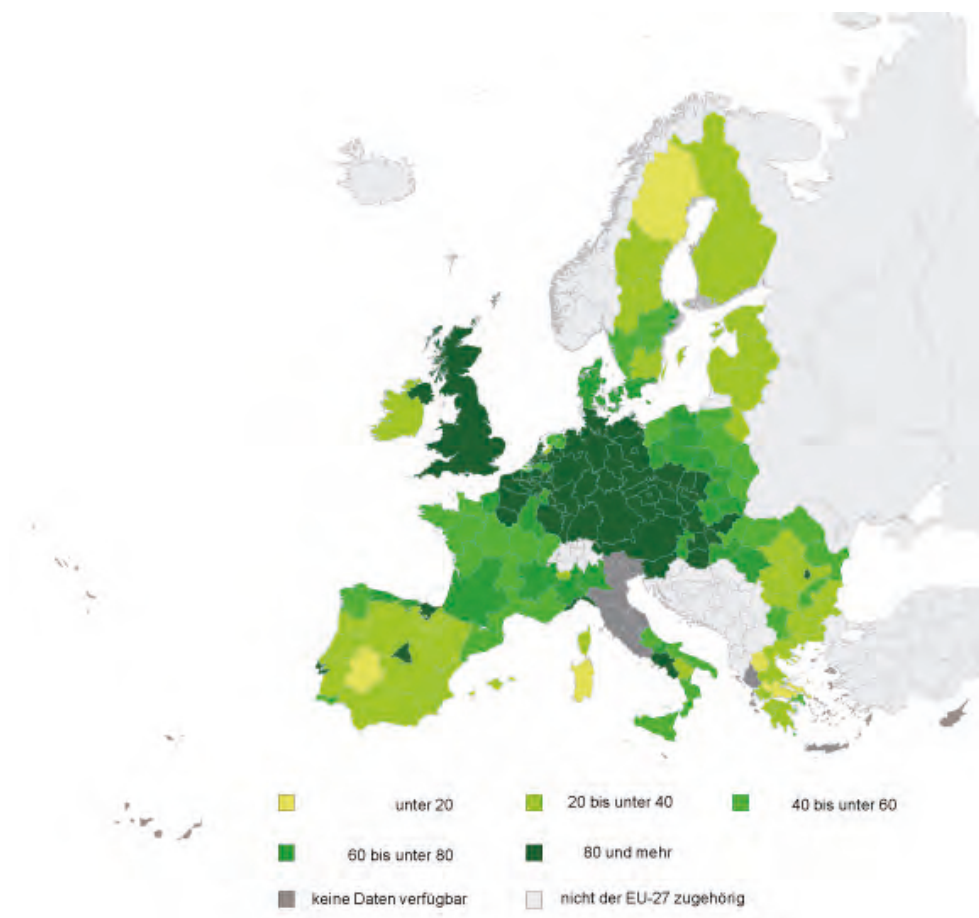 unter 20
20 bis unter 40
40 bis unter 60
60 bis unter 80
80 und mehr
keine Daten verfügbar
nicht der EU-27 zugehörig